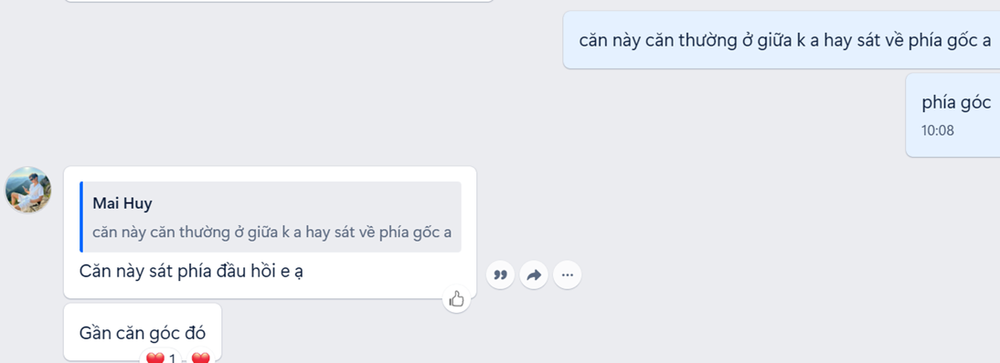 căn này căn thường ở giữa k a hay sát về phía gốc a
phía góc
10:08
Mai Huy
căn này căn thường ở giữa k a hay sát về phía gốc a
Căn này sát phía đầu hồi e ạ
Gần căn góc đó
1